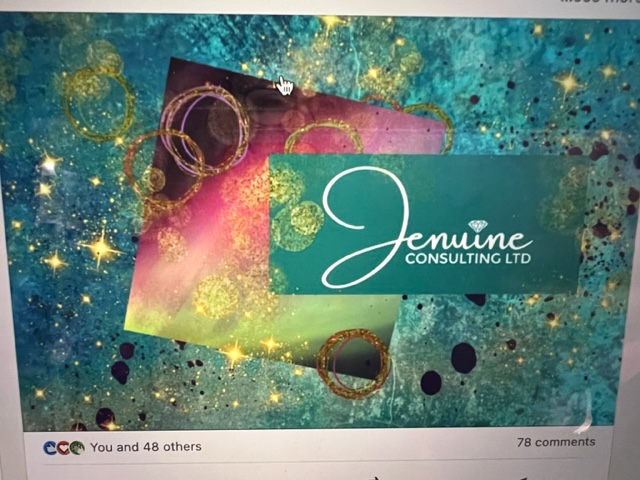 Jenuine
CONSULTING LTD
You and 48 others
78 comments